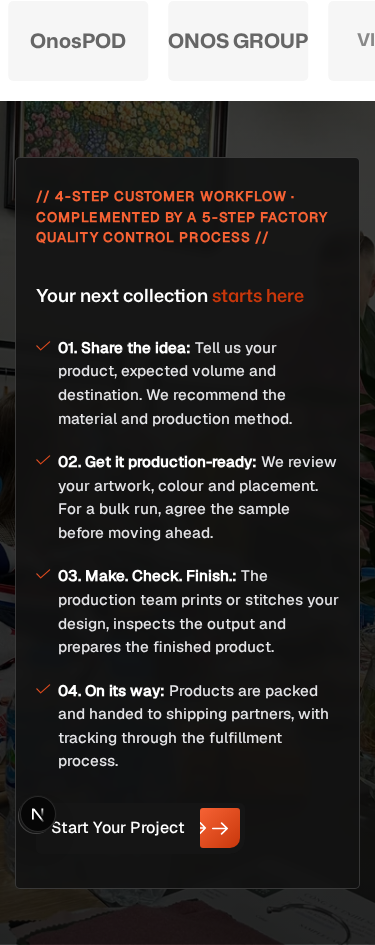 OnosPOD
ONOS GROUP
VI
// 4-STEP CUSTOMER WORKFLOW ·
COMPLEMENTED BY A 5-STEP FACTORY
QUALITY CONTROL PROCESS //
Your next collection starts here
01. Share the idea: Tell us your
product, expected volume and
destination. We recommend the
material and production method.
02. Get it production-ready: We review
your artwork, colour and placement.
For a bulk run, agree the sample
before moving ahead.
03. Make. Check. Finish.: The
production team prints or stitches your
design, inspects the output and
prepares the finished product.
04. On its way: Products are packed
and handed to shipping partners, with
tracking through the fulfillment
process.
N
Start Your Project